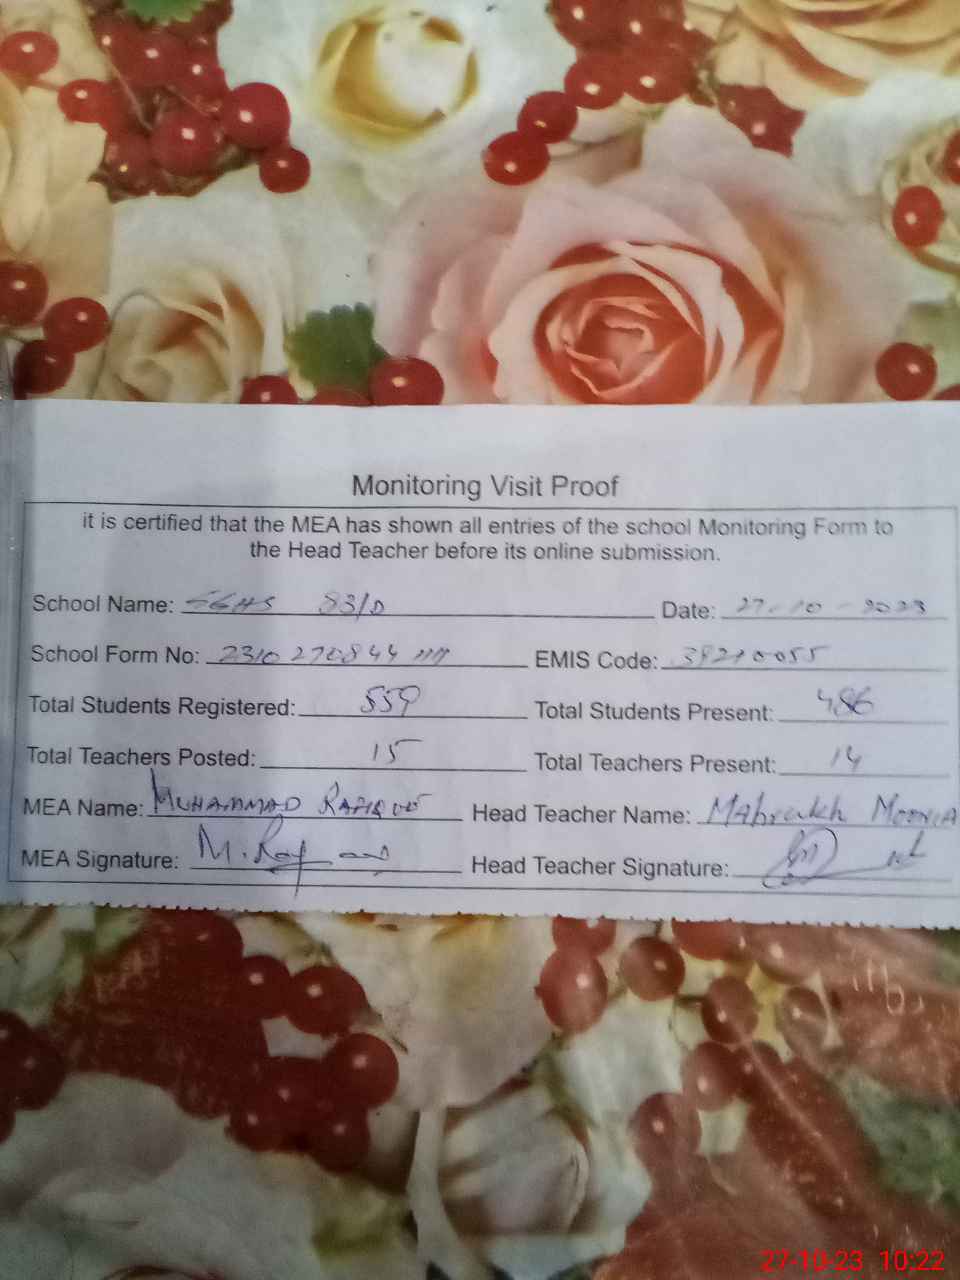 Monitoring Visit Proof
it is certified that the MEA has shown all entries of the school Monitoring Form to
the Head Teacher before its online submission.
School Name: GGHS 83/D Date: 27-10-2023
School Form No: 2310270844 EMIS Code: 39210055
Total Students Registered: 559 Total Students Present: 486
Total Teachers Posted: 15 Total Teachers Present: 14
MEA Name: MUHAMMAD Head Teacher Name: Mahrukh
MEA Signature: M. Head Teacher Signature:
27-10-23 10:22